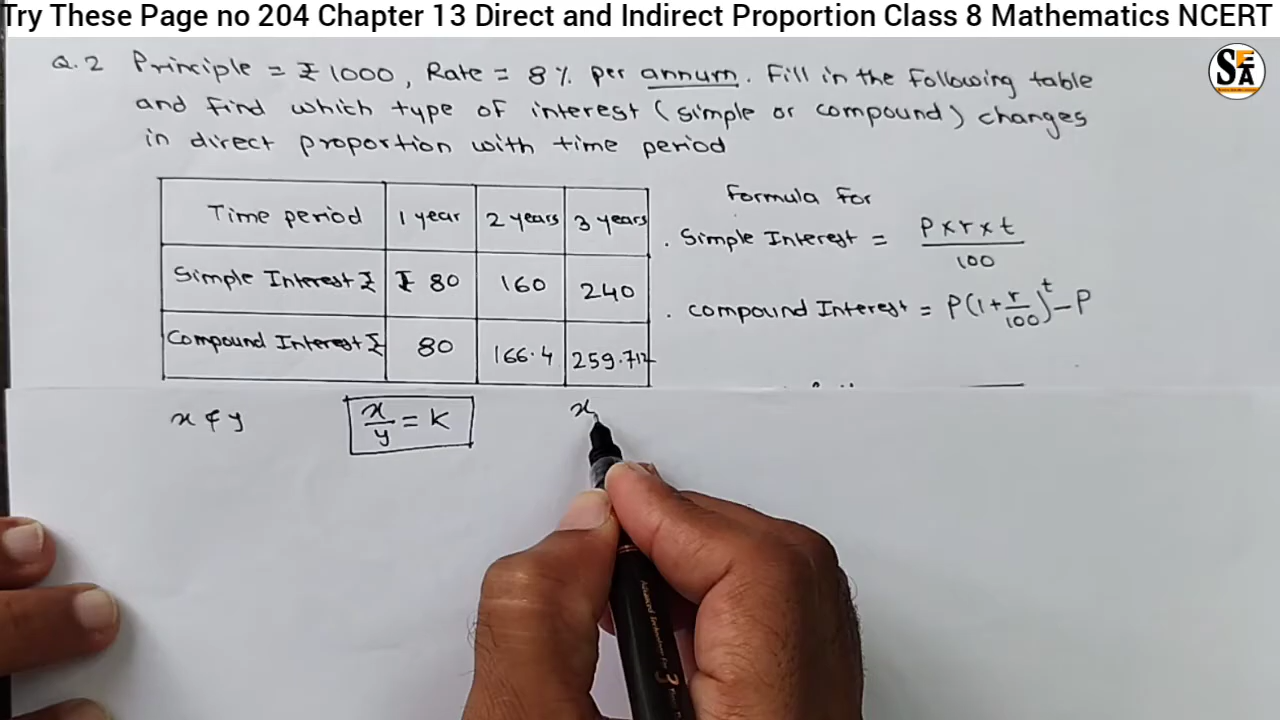 Try These Page no 204 Chapter 13 Direct and Indirect Proportion Class 8 Mathematics NCERT
Q.2 Principle = ₹ 1000, Rate = 8% per annum. Fill in the following table
and find which type of interest (simple or compound) changes
in direct proportion with time period
Time period 1 year 2 years 3 years
Simple Interest ₹ ₹ 80 160 240
Compound Interest ₹ 80 166.4 259.712
Formula for
. Simple Interest = P×r×t/100
. compound Interest = P(1+r/100)^t-P
x & y
x/y = K
x